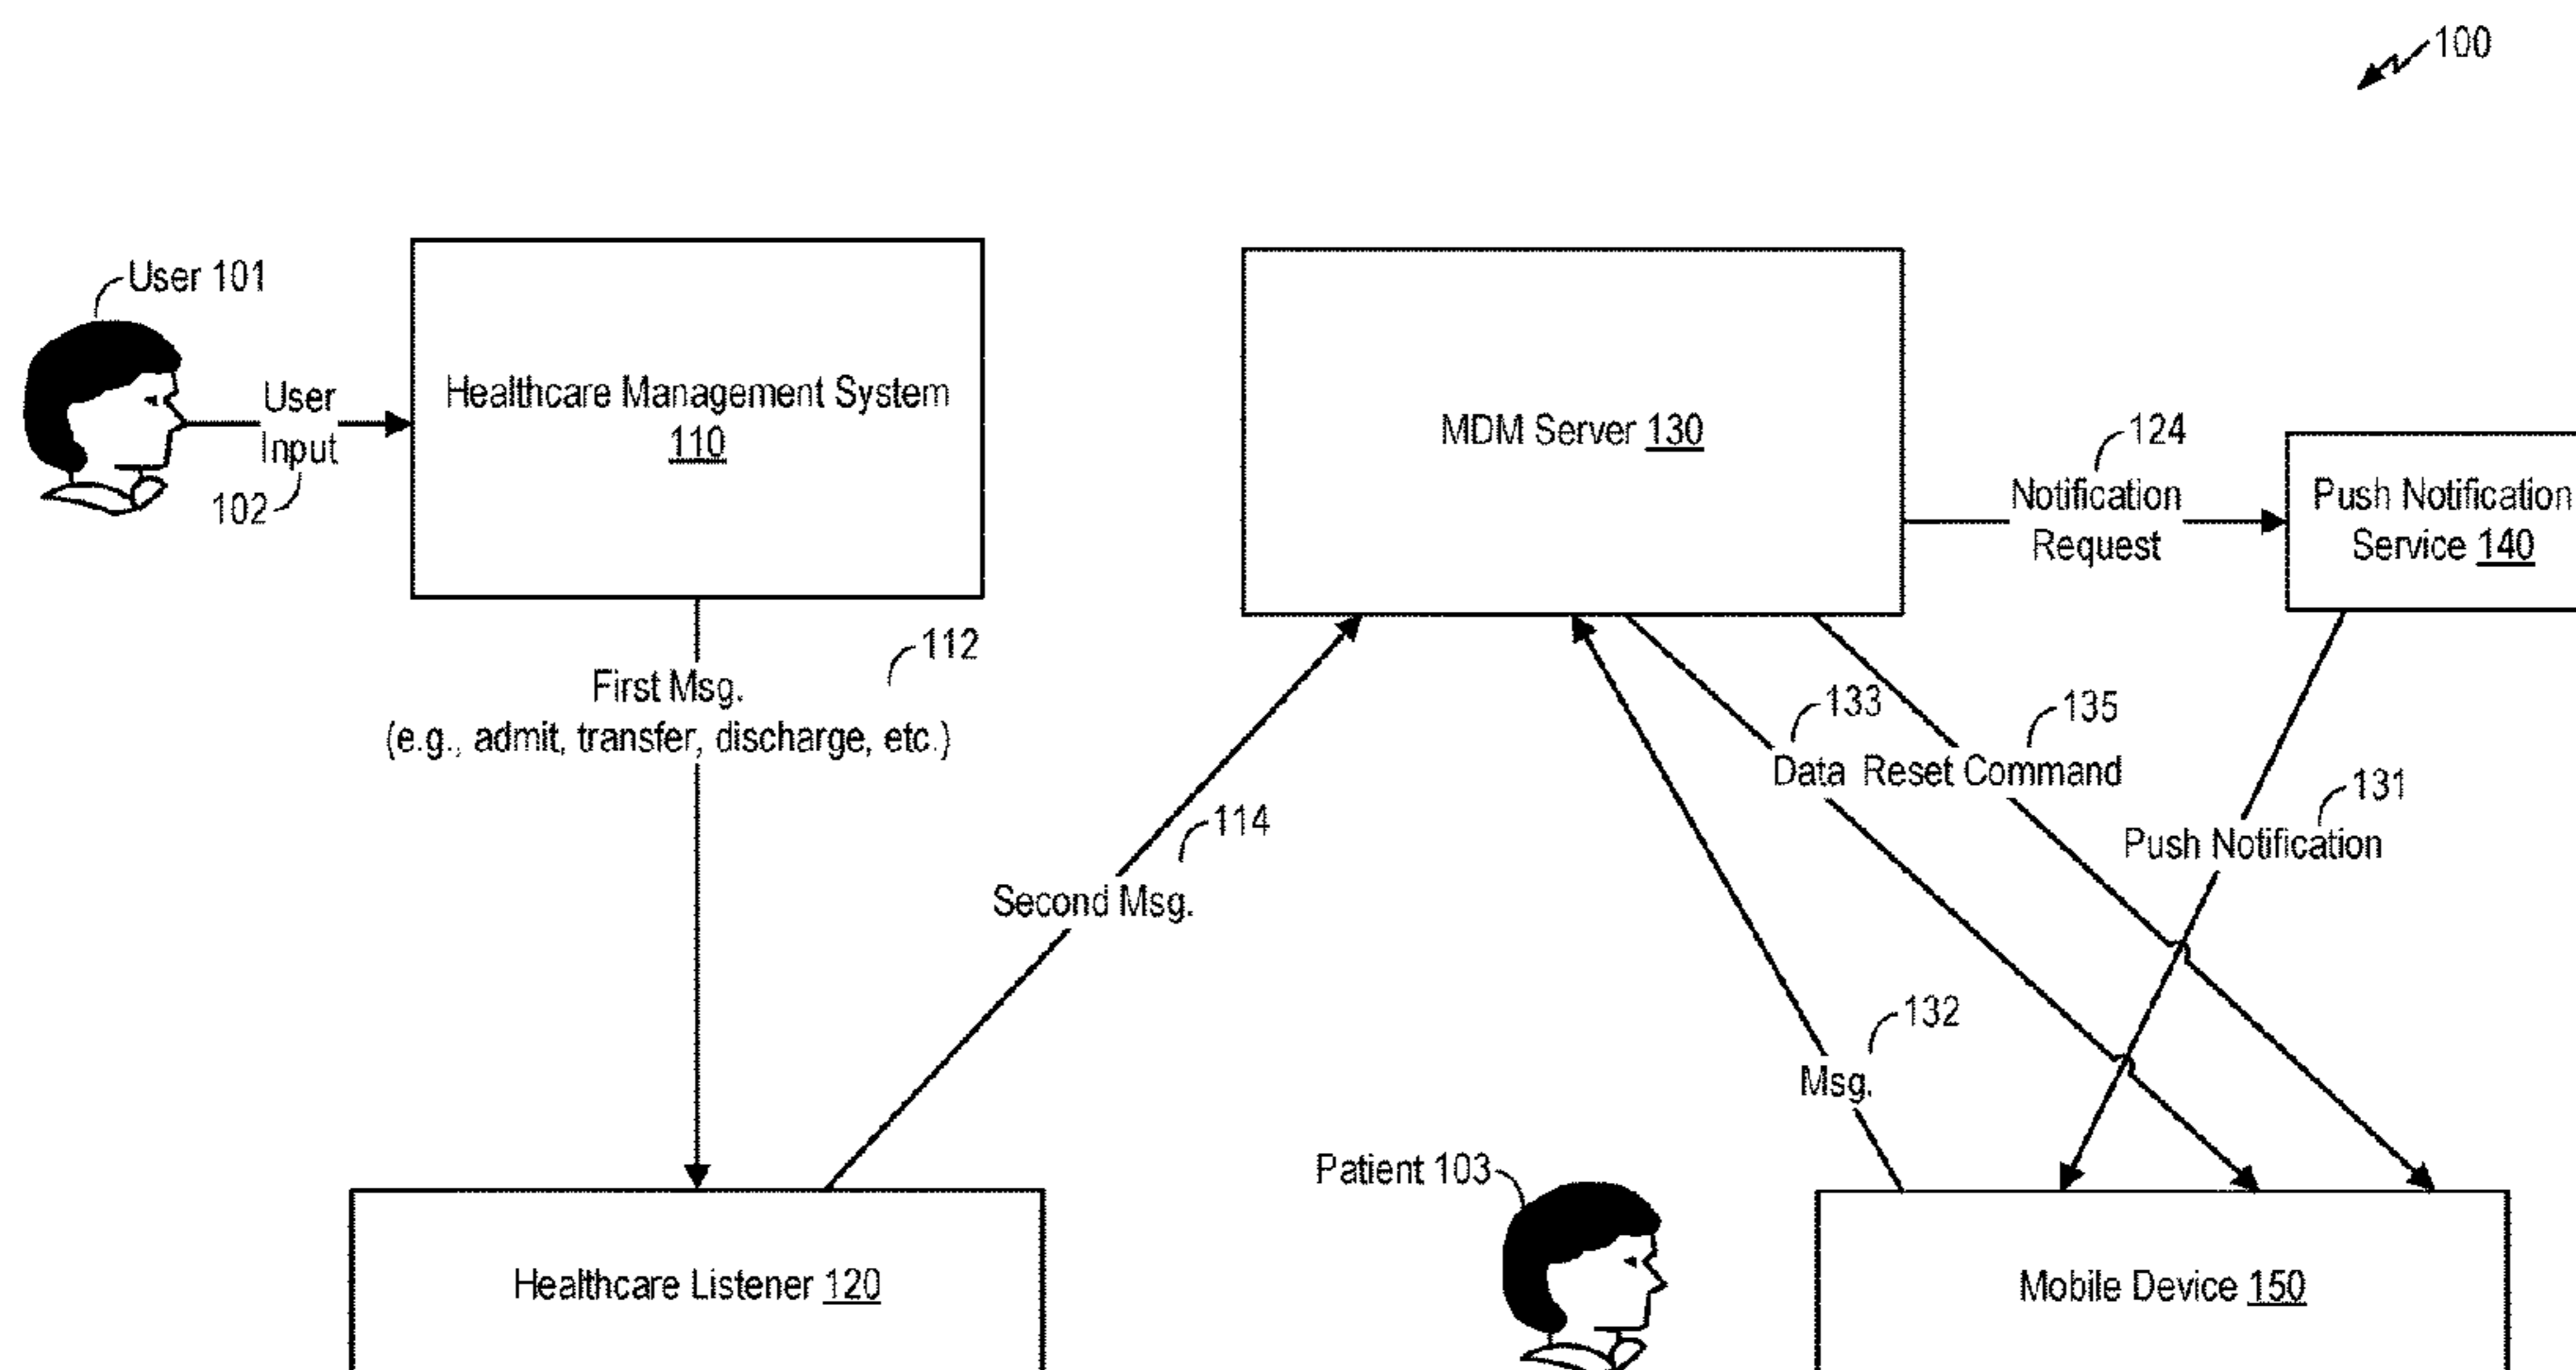 100
User 101
User
Input
102
Healthcare Management System
110
MDM Server 130
124
Notification
Request
Push Notification
Service 140
112
First Msg.
(e.g., admit, transfer, discharge, etc.)
133
135
Data Reset Command
131
Push Notification
114
Second Msg.
132
Msg.
Patient 103
Healthcare Listener 120
Mobile Device 150